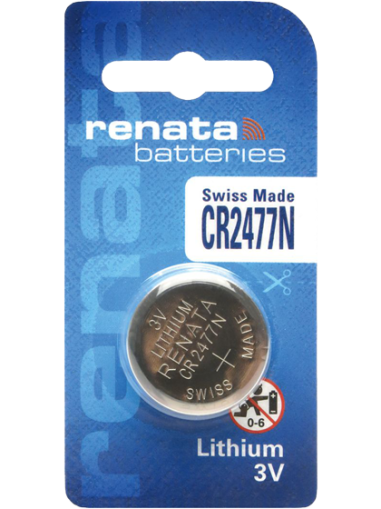 renata
renata
batteries
Swiss Made
CR2477N
3V
LITHIUM
RENATA
CR2477N
+
SWISS MADE
0-6
Lithium
3V